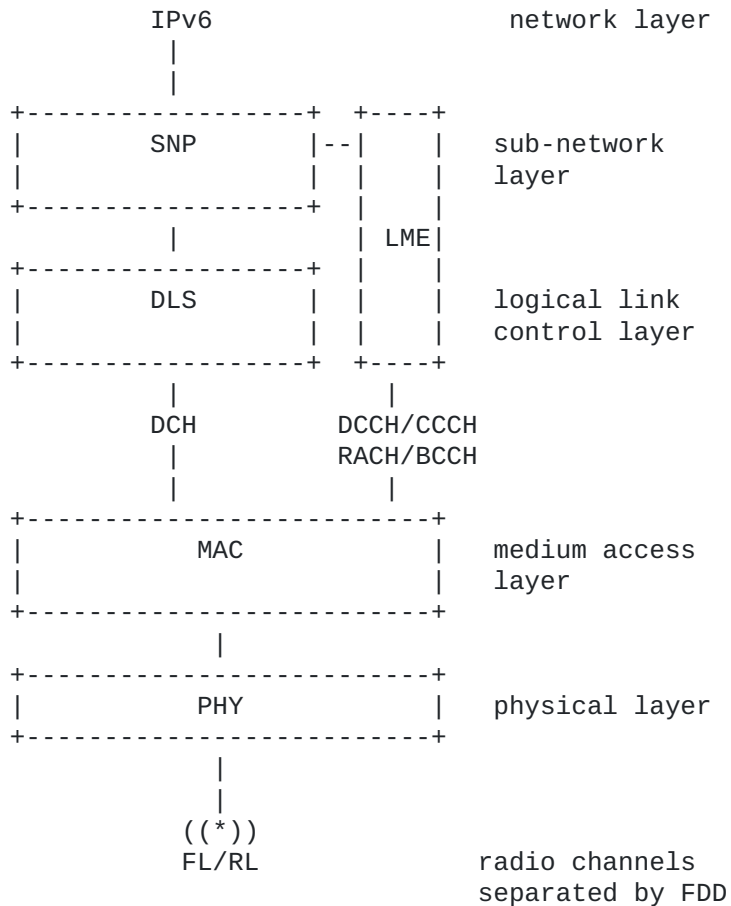 IPv6 network layer
SNP sub-network
layer
LME
DLS logical link
control layer
DCH DCCH/CCCH
RACH/BCCH
MAC medium access
layer
PHY physical layer
((*))
FL/RL radio channels
separated by FDD